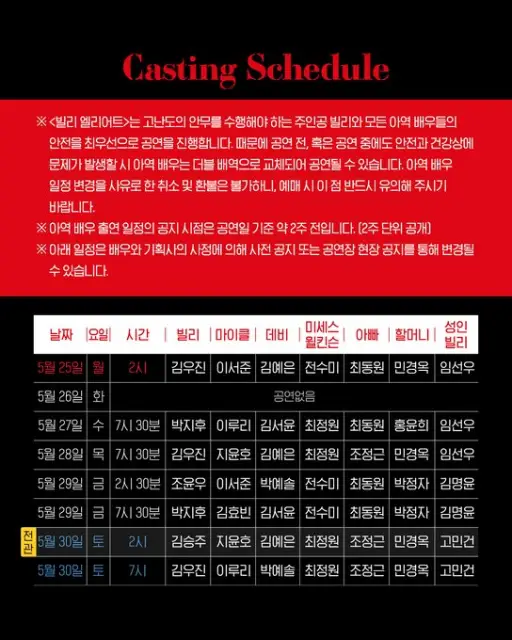 Casting Schedule
※ <빌리 엘리어트>는 고난도의 안무를 수행해야 하는 주인공 빌리와 모든 아역 배우들의
안전을 최우선으로 공연을 진행합니다. 때문에 공연 전, 혹은 공연 중에도 안전과 건강상에
문제가 발생할 시 아역 배우는 더블 배역으로 교체되어 공연될 수 있습니다. 아역 배우
일정 변경을 사유로 한 취소 및 환불은 불가하니, 예매 시 이 점 반드시 유의해 주시기
바랍니다.
※ 아역 배우 출연 일정의 공지 시점은 공연일 기준 약 2주 전입니다. (2주 단위 공개)
※ 아래 일정은 배우와 기획사의 사정에 의해 사전 공지 또는 공연장 현장 공지를 통해 변경될
수 있습니다.
날짜 요일 시간 빌리 마이클 데비 미세스 윌킨슨 아빠 할머니 성인 빌리
5월 25일 월 2시 김우진 이서준 김예은 전수미 최동원 민경옥 임선우
5월 26일 화 공연없음
5월 27일 수 7시 30분 박지후 이루리 김서윤 최정원 최동원 홍윤희 임선우
5월 28일 목 7시 30분 김우진 지윤호 김예은 최정원 조정근 민경옥 임선우
5월 29일 금 2시 30분 조윤우 이서준 박예솔 전수미 최동원 박정자 김명윤
5월 29일 금 7시 30분 박지후 김효빈 김서윤 전수미 최동원 박정자 김명윤
전관 5월 30일 토 2시 김승주 지윤호 김예은 최정원 조정근 민경옥 고민건
5월 30일 토 7시 김우진 이루리 박예솔 최정원 조정근 민경옥 고민건